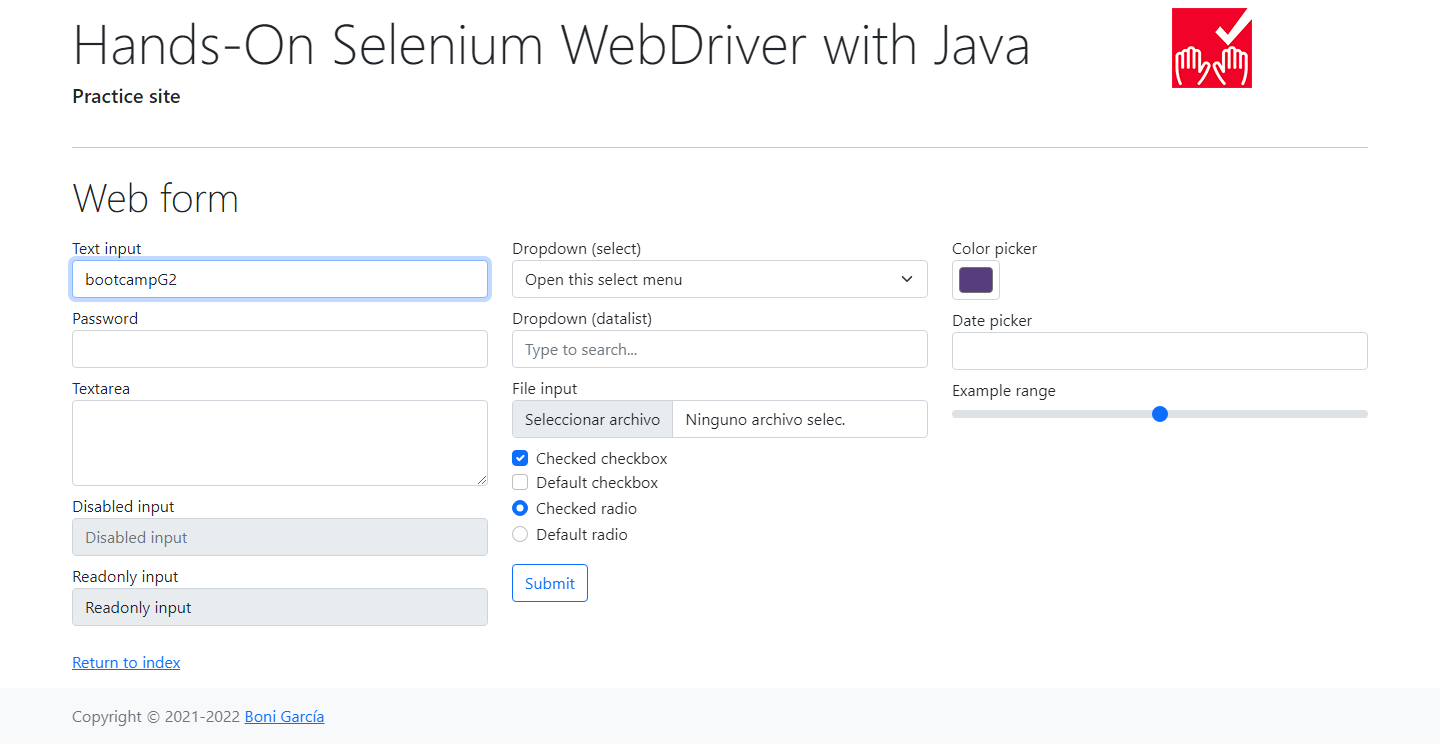 Hands-On Selenium WebDriver with Java
Practice site
Web form
Text input
bootcampG2
Password
Textarea
Disabled input
Disabled input
Readonly input
Readonly input
Dropdown (select)
Open this select menu
Dropdown (datalist)
Type to search...
File input
Seleccionar archivo Ninguno archivo selec.
Checked checkbox
Default checkbox
Checked radio
Default radio
Submit
Color picker
Date picker
Example range
Return to index
Copyright © 2021-2022 Boni García